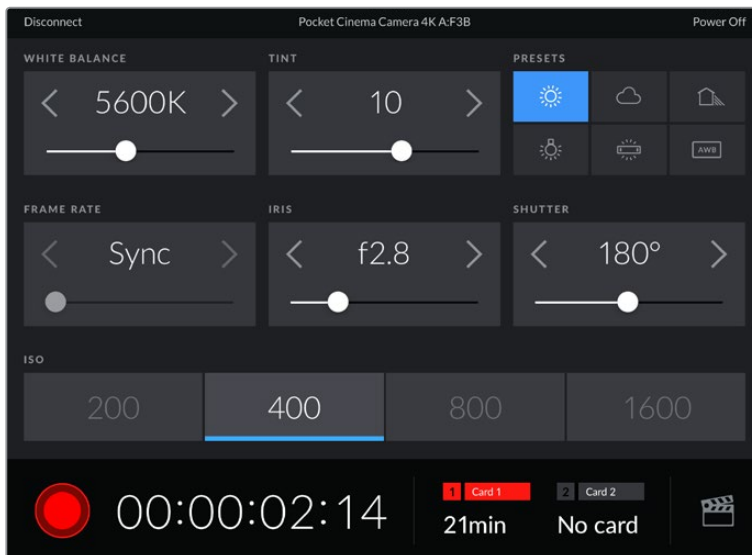 Disconnect Pocket Cinema Camera 4K A:F3B Power Off
WHITE BALANCE TINT PRESETS
5600K 10
AWB
FRAME RATE IRIS SHUTTER
Sync f2.8 180°
ISO
200 400 800 1600
00:00:02:14
1 Card 1 2 Card 2
21min No card